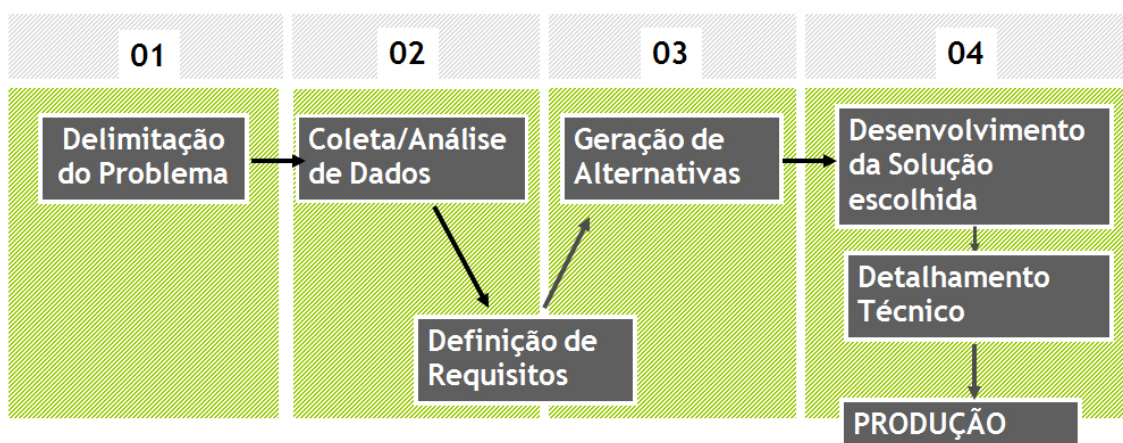 01
02
03
04
Delimitação
do Problema
Coleta/Análise
de Dados
Definição de
Requisitos
Geração de
Alternativas
Desenvolvimento
da Solução
escolhida
Detalhamento
Técnico
PRODUÇÃO